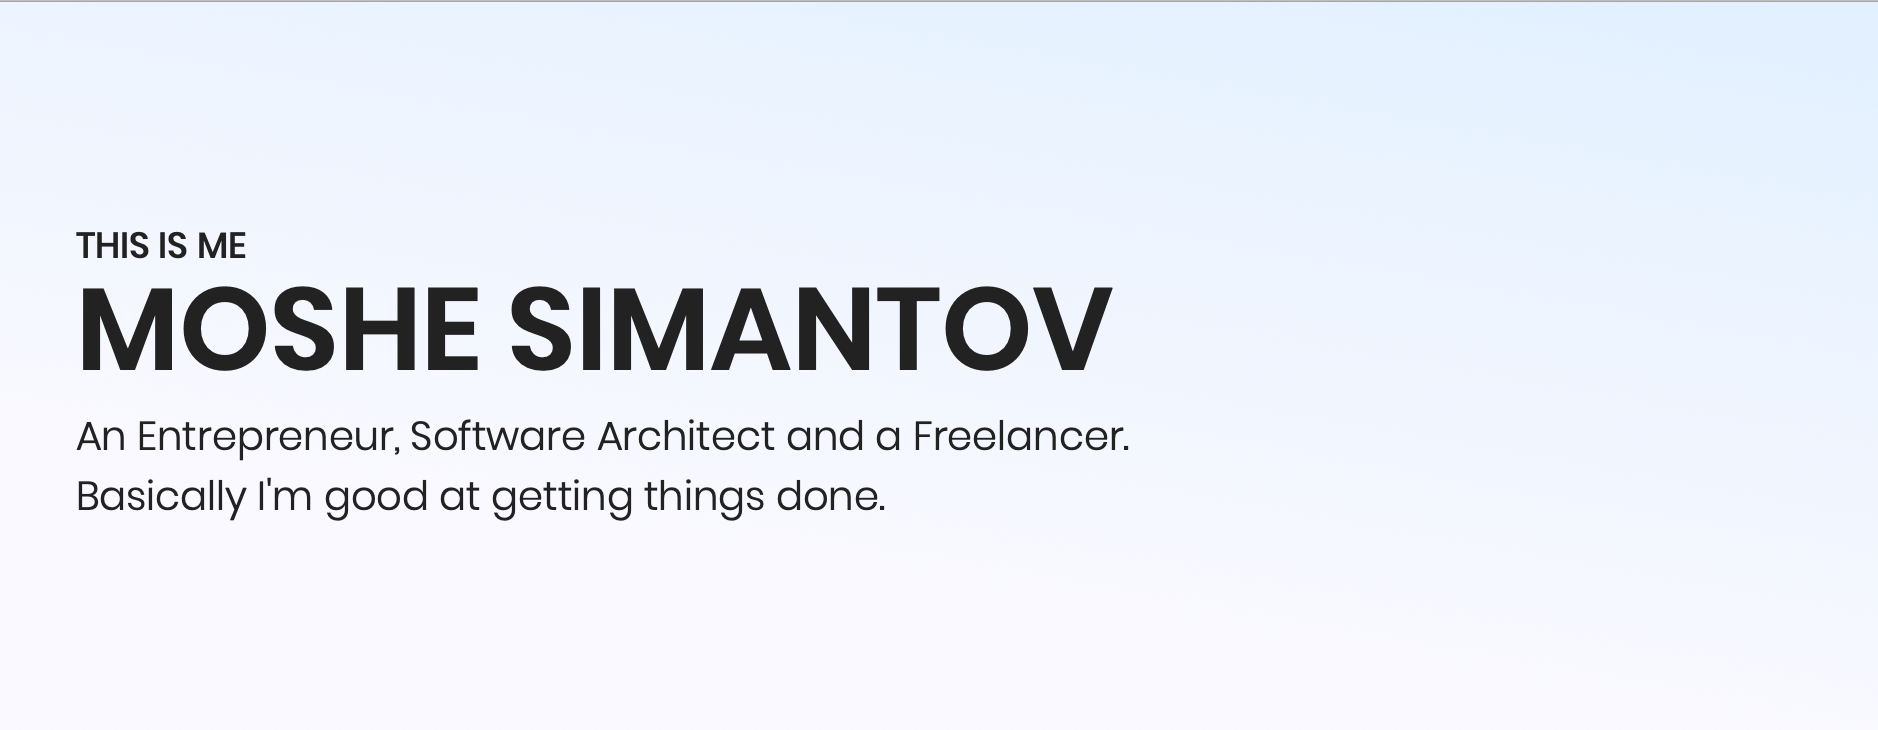 THIS IS ME
MOSHE SIMANTOV
An Entrepreneur, Software Architect and a Freelancer.
Basically I'm good at getting things done.